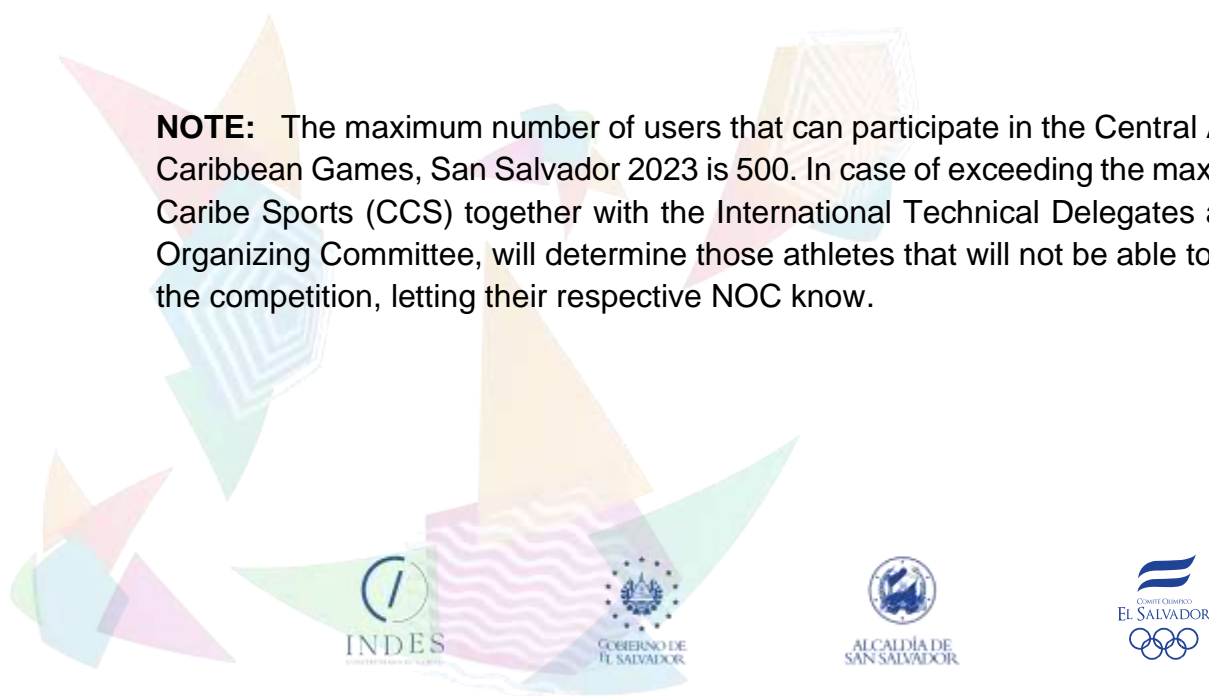 NOTE: The maximum number of users that can participate in the Central
Caribbean Games, San Salvador 2023 is 500. In case of exceeding the max
Caribe Sports (CCS) together with the International Technical Delegates a
Organizing Committee, will determine those athletes that will not be able to
the competition, letting their respective NOC know.
INDES
GOBIERNO DE
EL SALVADOR
ALCALDÍA DE
SAN SALVADOR
COMITÉ OLÍMPICO
EL SALVADOR